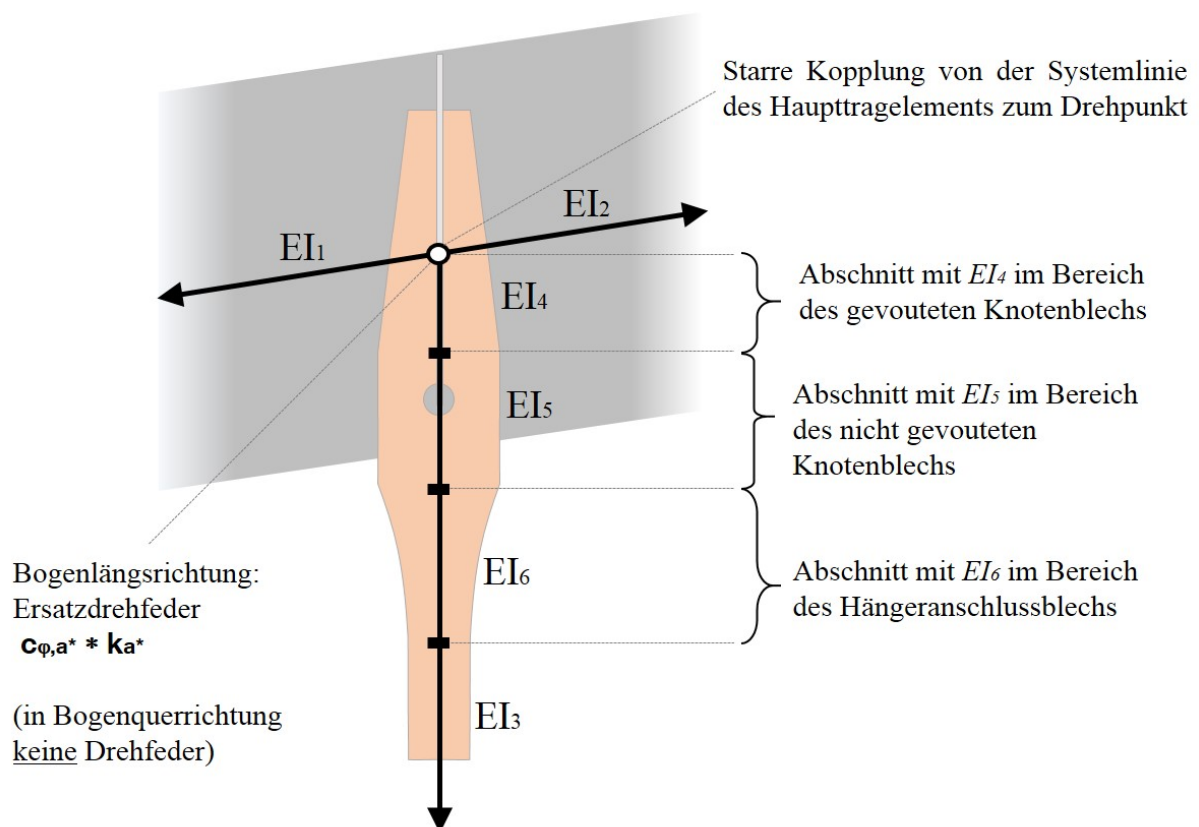 Starre Kopplung von der Systemlinie
des Haupttragelements zum Drehpunkt
EI2
EI1
EI4
Abschnitt mit EI4 im Bereich
des gevouteten Knotenblechs
EI5
Abschnitt mit EI5 im Bereich
des nicht gevouteten
Knotenblechs
Bogenlängsrichtung:
Ersatzdrehfeder
cφ,a* * ka*
(in Bogenquerrichtung
keine Drehfeder)
EI6
Abschnitt mit EI6 im Bereich
des Hängeranschlussblechs
EI3